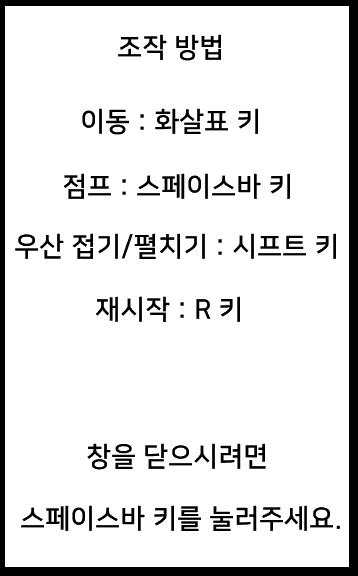 조작 방법
이동 : 화살표 키
점프 : 스페이스바 키
우산 접기/펼치기 : 시프트 키
재시작 : R 키
창을 닫으시려면
스페이스바 키를 눌러주세요.